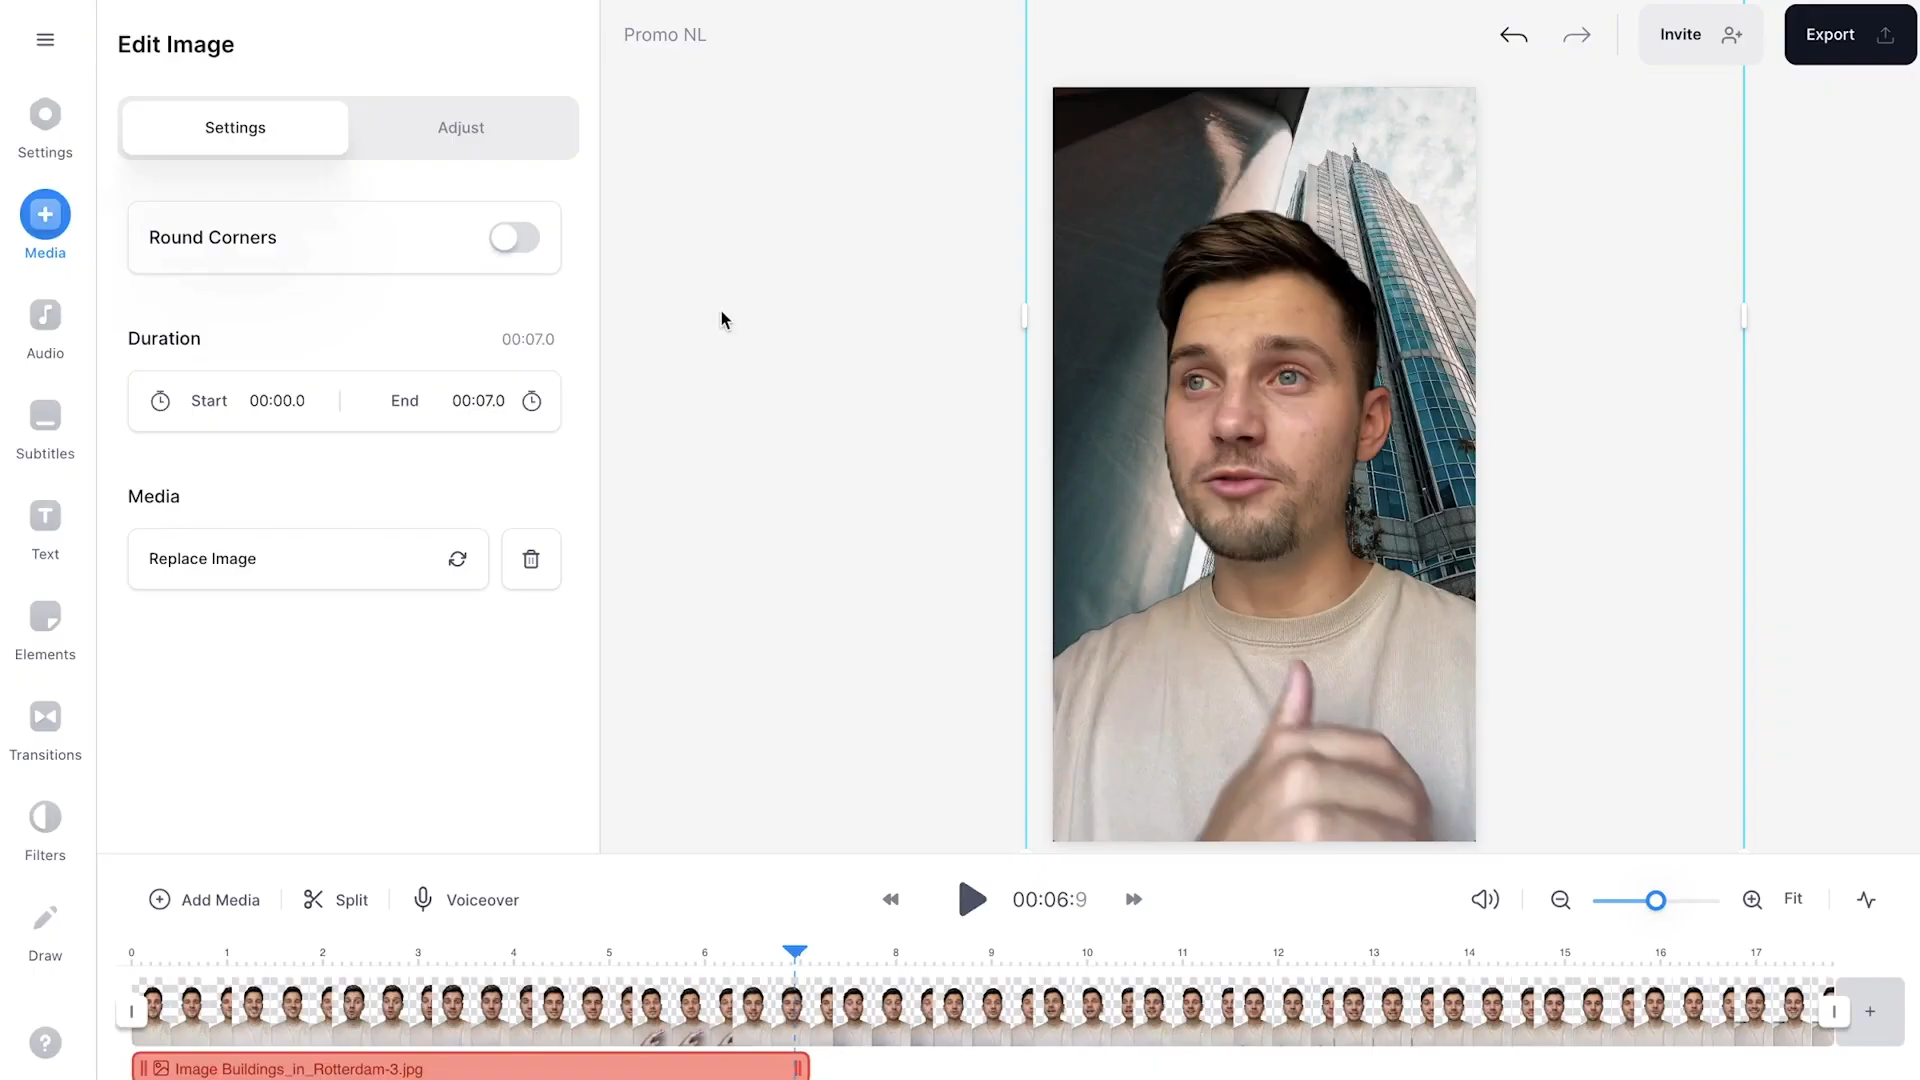 Edit Image
Promo NL
Invite
Export
Settings
Adjust
Settings
Media
Audio
Subtitles
Text
Elements
Transitions
Filters
Draw
Round Corners
Duration
00:07.0
Start 00:00.0
End 00:07.0
Media
Replace Image
Add Media
Split
Voiceover
00:06:9
Fit
0 1 2 3 4 5 6 8 9 10 11 12 13 14 15 16 17
Image Buildings_in_Rotterdam-3.jpg